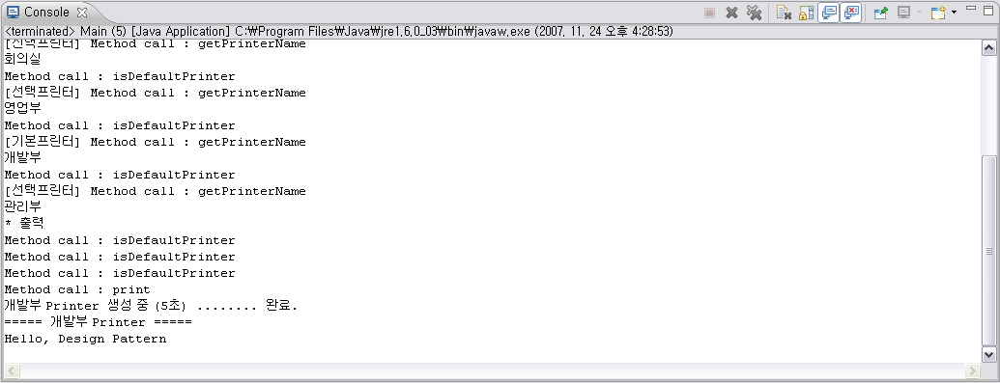 Console
<terminated> Main (5) [Java Application] C:₩Program Files₩Java₩jre1,6,0_03₩bin₩javaw,exe (2007, 11, 24 오후 4:28:53)
[선택프린터] Method call : getPrinterName
회의실
Method call : isDefaultPrinter
[선택프린터] Method call : getPrinterName
영업부
Method call : isDefaultPrinter
[기본프린터] Method call : getPrinterName
개발부
Method call : isDefaultPrinter
[선택프린터] Method call : getPrinterName
관리부
* 출력
Method call : isDefaultPrinter
Method call : isDefaultPrinter
Method call : isDefaultPrinter
Method call : print
개발부 Printer 생성 중 (5초) ........ 완료.
===== 개발부 Printer =====
Hello, Design Pattern